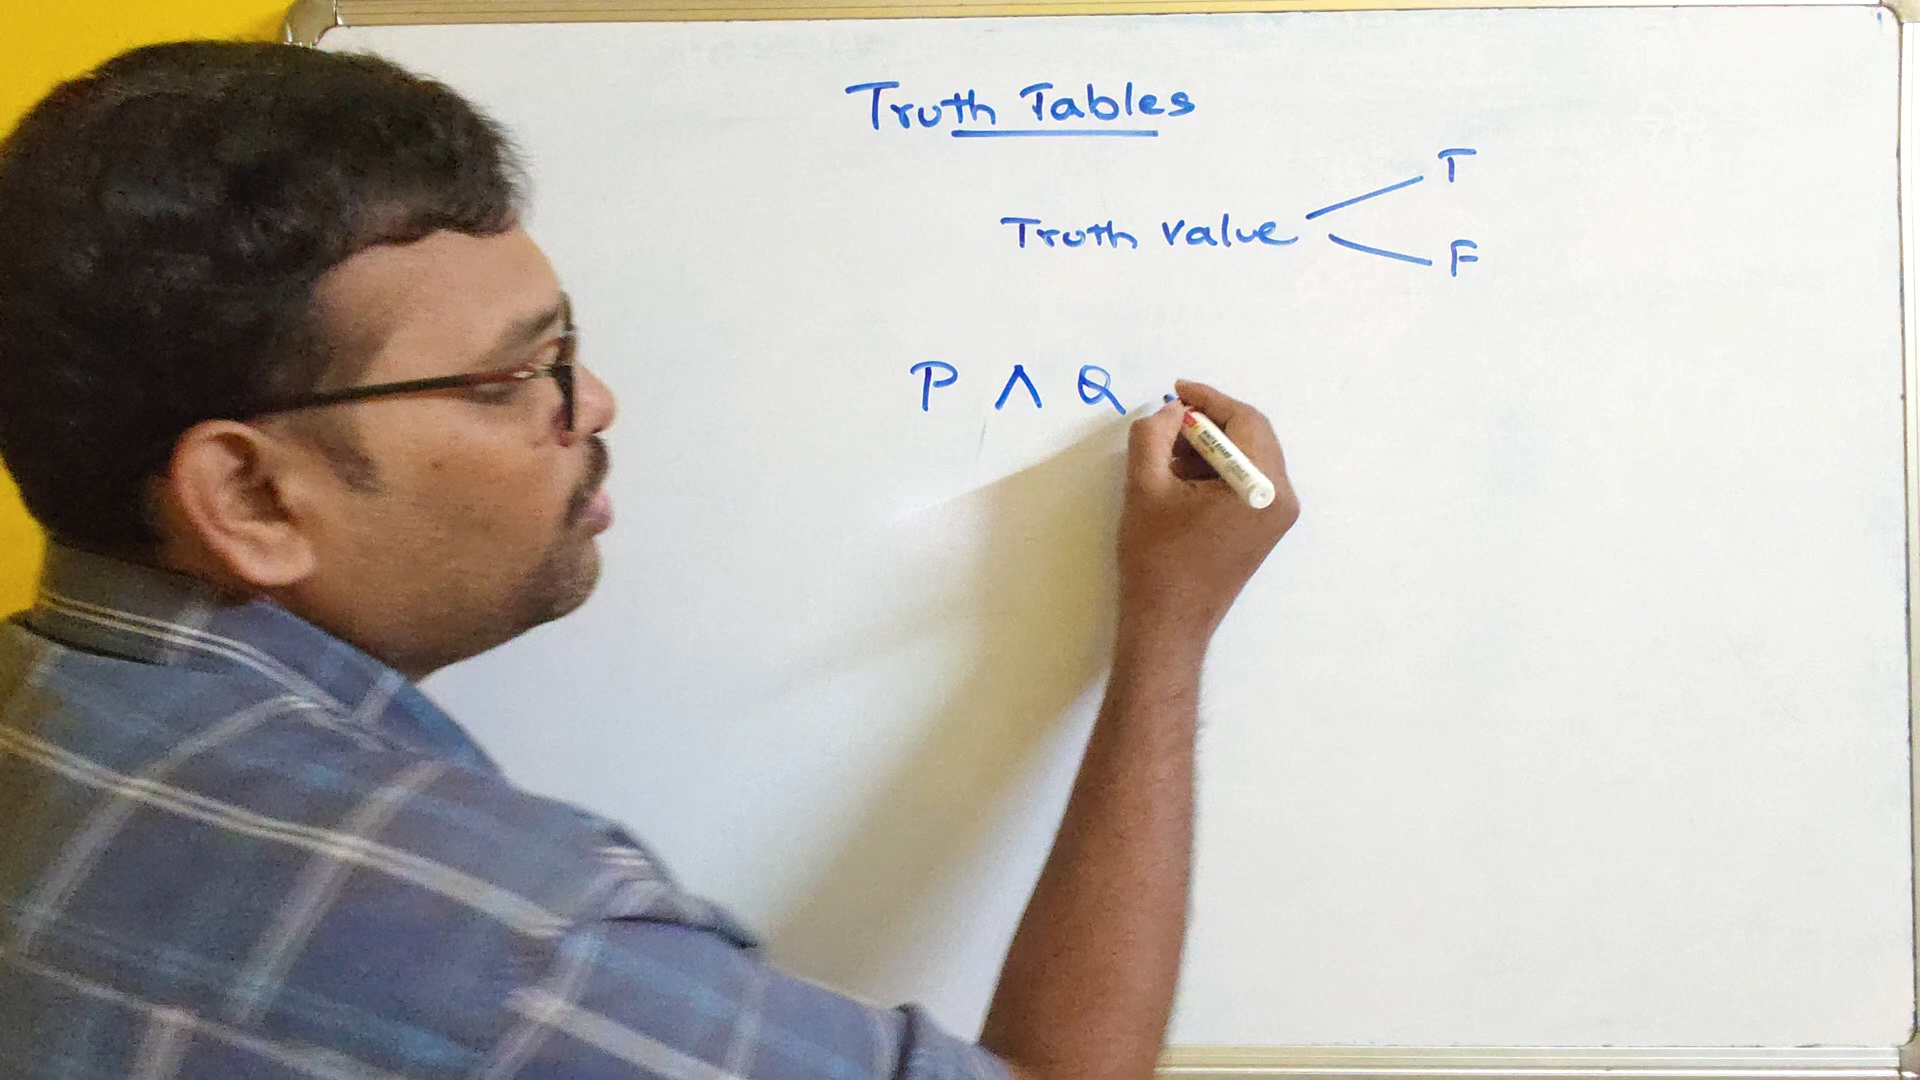 Truth Tables
T
Truth value
F
P ∧ Q